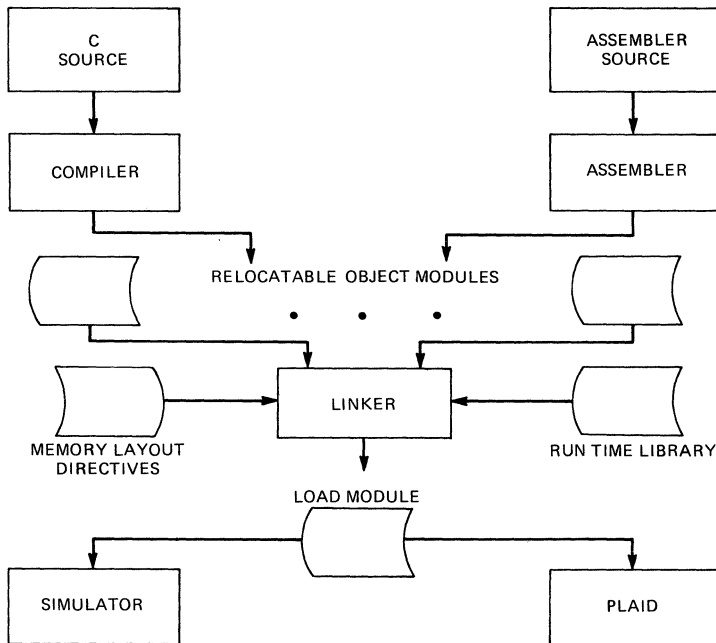 C
SOURCE
ASSEMBLER
SOURCE
COMPILER
ASSEMBLER
RELOCATABLE OBJECT MODULES
LINKER
MEMORY LAYOUT
DIRECTIVES
RUN TIME LIBRARY
LOAD MODULE
SIMULATOR
PLAID